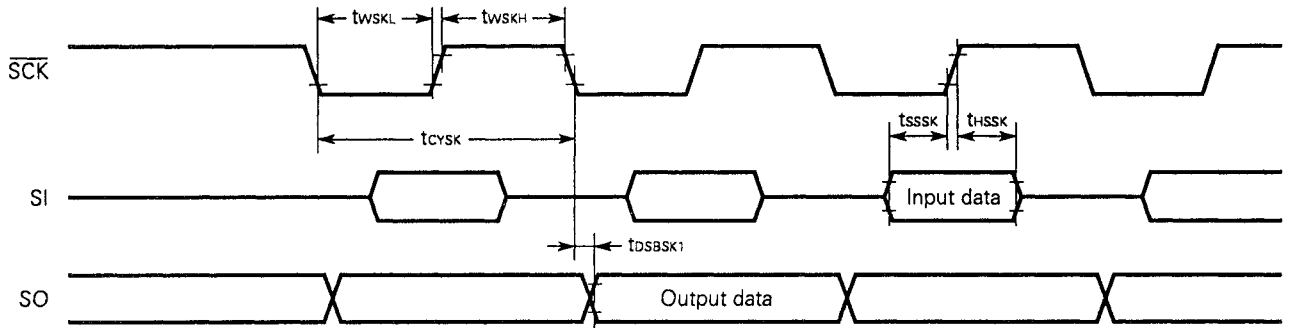 tWSKL
tWSKH
SCK
tCYSK
tSSSK
tHSSK
SI
Input data
tDSBSK1
SO
Output data